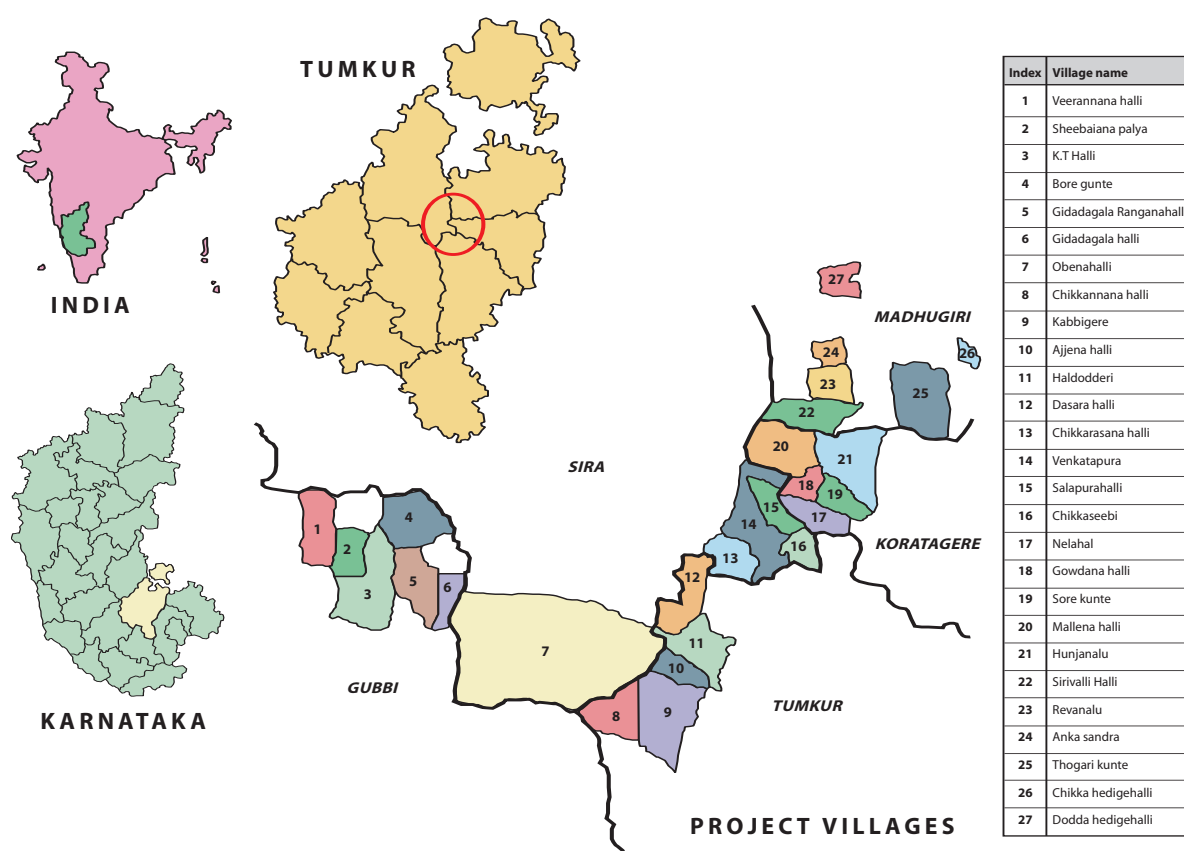 TUMKUR
INDIA
KARNATAKA
SIRA
MADHUGIRI
KORATAGERE
GUBBI
TUMKUR
PROJECT VILLAGES
27
24
26
23
25
22
20
21
18
19
15
17
14
16
13
12
1
4
2
3
5
6
7
11
10
8
9
Index Village name
1 Veerannana halli
2 Sheebaiana palya
3 K.T Halli
4 Bore gunte
5 Gidadagala Ranganahall
6 Gidadagala halli
7 Obenahalli
8 Chikkannana halli
9 Kabbigere
10 Ajjena halli
11 Haldodderi
12 Dasara halli
13 Chikkarasana halli
14 Venkatapura
15 Salapurahalli
16 Chikkaseebi
17 Nelahal
18 Gowdana halli
19 Sore kunte
20 Mallena halli
21 Hunjanalu
22 Sirivalli Halli
23 Revanalu
24 Anka sandra
25 Thogari kunte
26 Chikka hedigehalli
27 Dodda hedigehalli